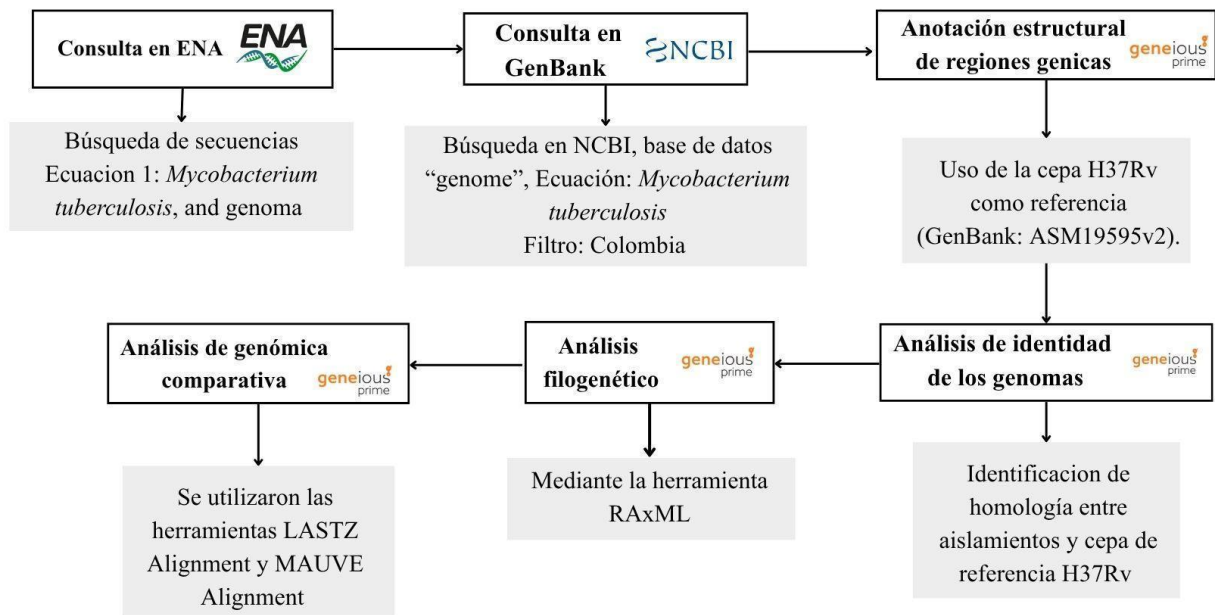 Consulta en ENA
ENA
Consulta en
GenBank
NCBI
Anotación estructural
de regiones genicas
geneious
prime
Búsqueda de secuencias
Ecuacion 1: Mycobacterium
tuberculosis, and genoma
Búsqueda en NCBI, base de datos
“genome”, Ecuación: Mycobacterium
tuberculosis
Filtro: Colombia
Uso de la cepa H37Rv
como referencia
(GenBank: ASM19595v2).
Análisis de identidad
de los genomas
geneious
prime
Análisis
filogenético
geneious
prime
Análisis de genómica
comparativa
geneious
prime
Identificacion de
homología entre
aislamientos y cepa de
referencia H37Rv
Mediante la herramienta
RAxML
Se utilizaron las
herramientas LASTZ
Alignment y MAUVE
Alignment